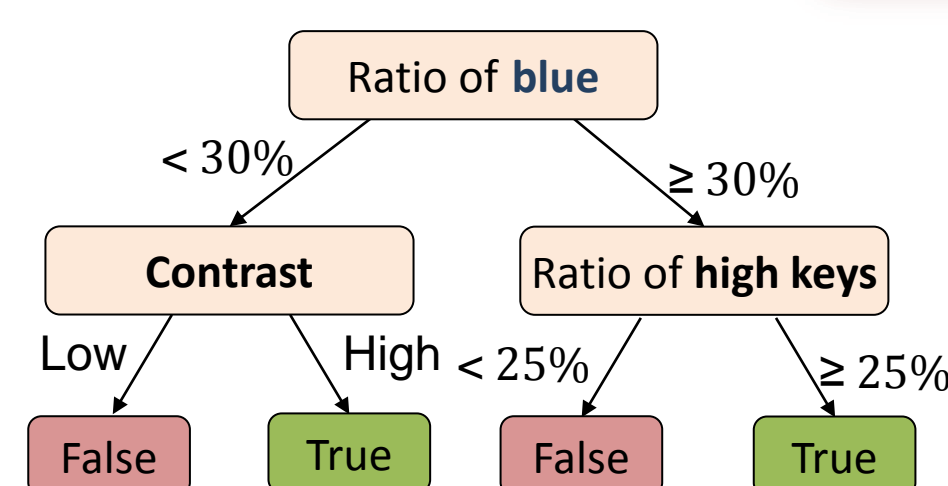 Ratio of blue
< 30%
≥ 30%
Contrast
Ratio of high keys
Low
High
< 25%
≥ 25%
False
True
False
True